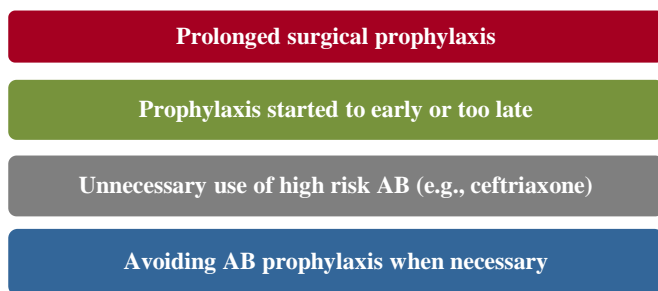 Prolonged surgical prophylaxis
Prophylaxis started to early or too late
Unnecessary use of high risk AB (e.g., ceftriaxone)
Avoiding AB prophylaxis when necessary